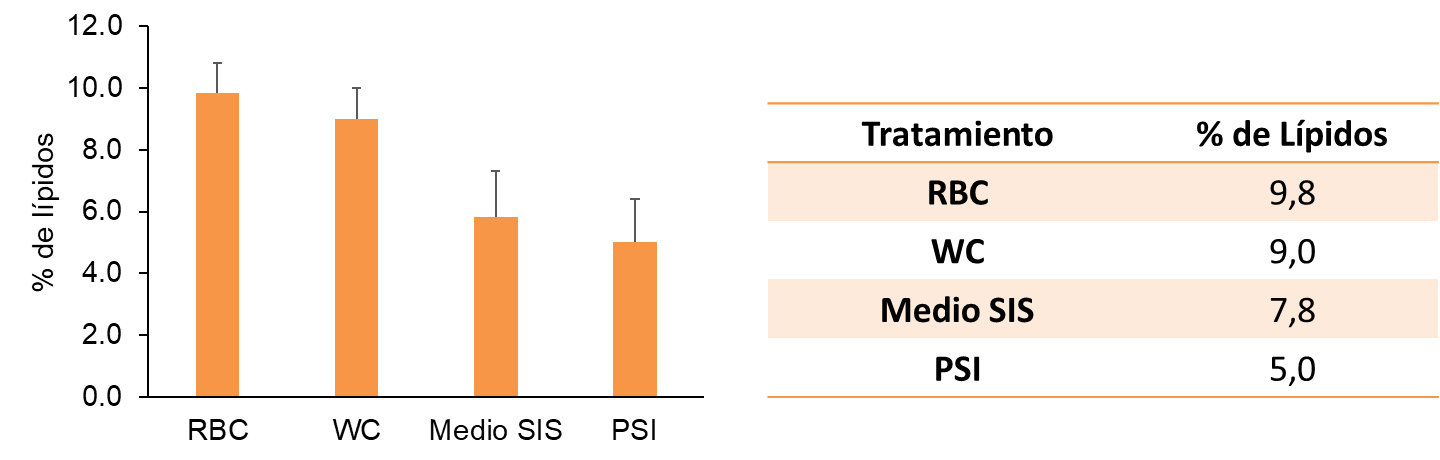 % de lípidos
12.0
10.0
8.0
6.0
4.0
2.0
0.0
RBC WC Medio SIS PSI
Tratamiento % de Lípidos
RBC 9,8
WC 9,0
Medio SIS 7,8
PSI 5,0